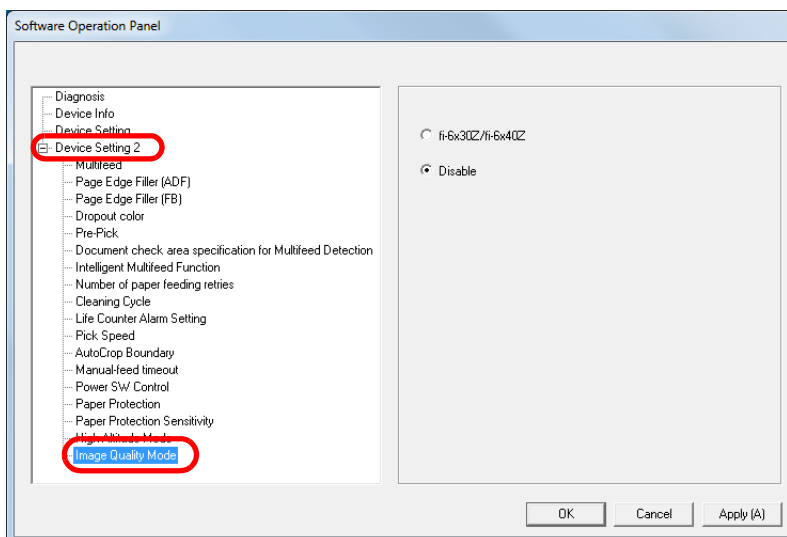 Software Operation Panel
Diagnosis
Device Info
Device Setting
Device Setting 2
Multifeed
Page Edge Filler (ADF)
Page Edge Filler (FB)
Dropout color
Pre-Pick
Document check area specification for Multifeed Detection
Intelligent Multifeed Function
Number of paper feeding retries
Cleaning Cycle
Life Counter Alarm Setting
Pick Speed
AutoCrop Boundary
Manual-feed timeout
Power SW Control
Paper Protection
Paper Protection Sensitivity
High Altitude Mode
Image Quality Mode
fi-6x30Z/fi-6x40Z
Disable
OK Cancel Apply (A)